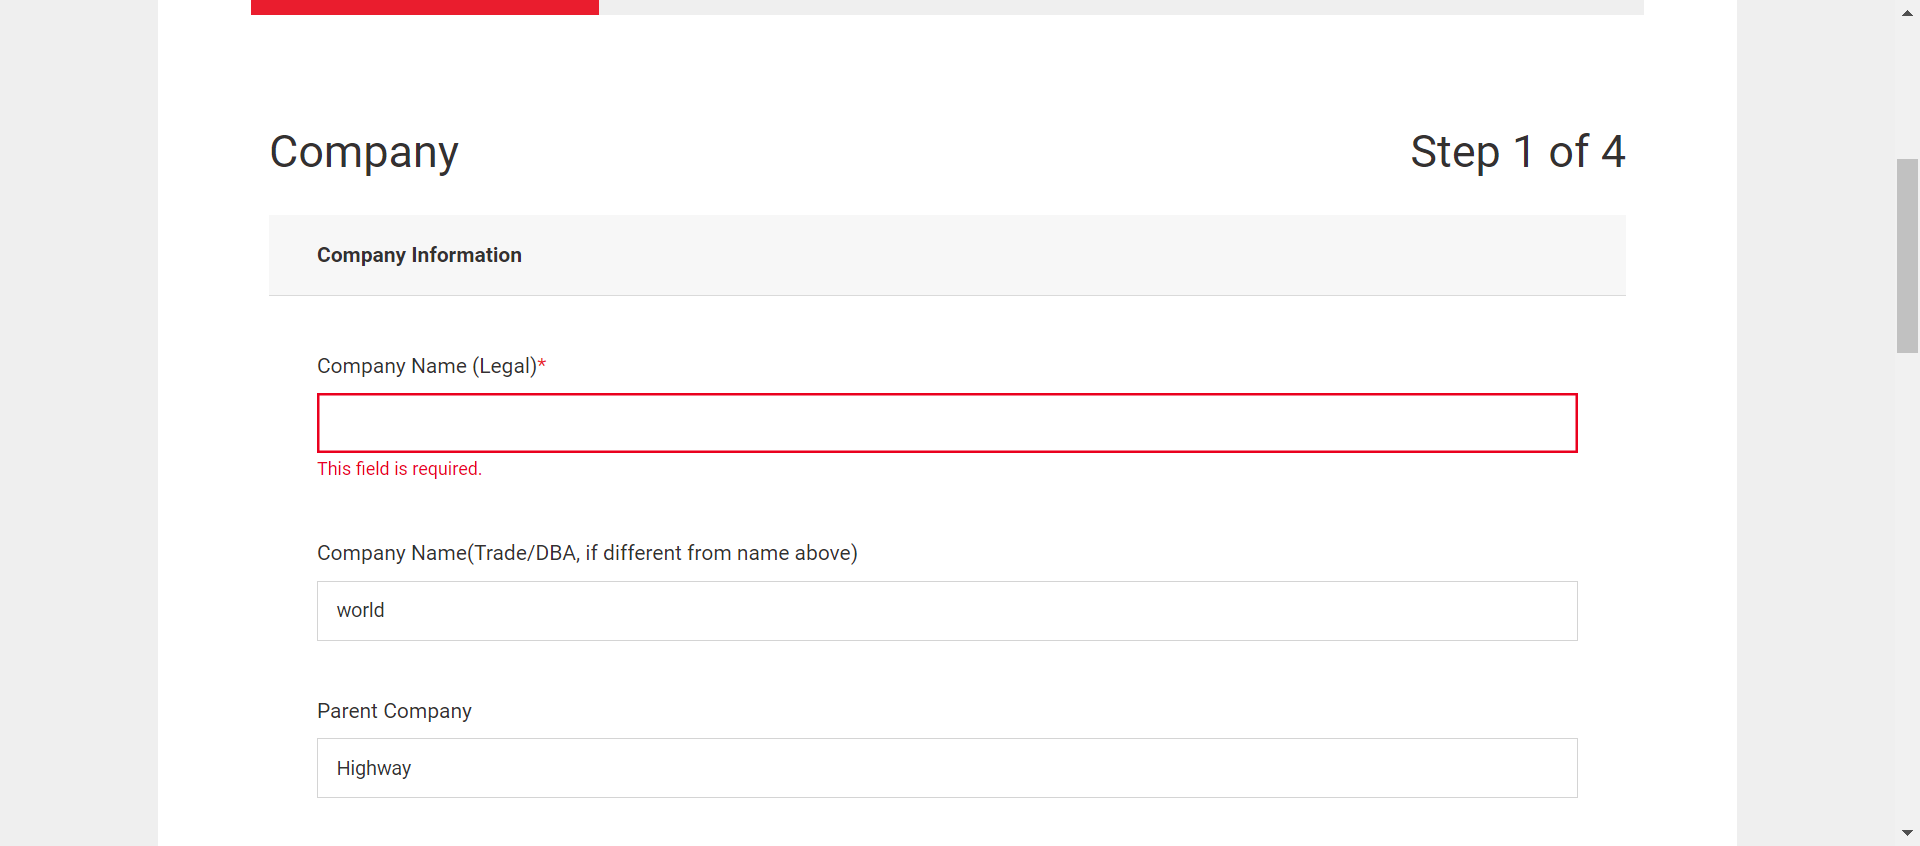 Company
Step 1 of 4
Company Information
Company Name (Legal)*
This field is required.
Company Name(Trade/DBA, if different from name above)
world
Parent Company
Highway